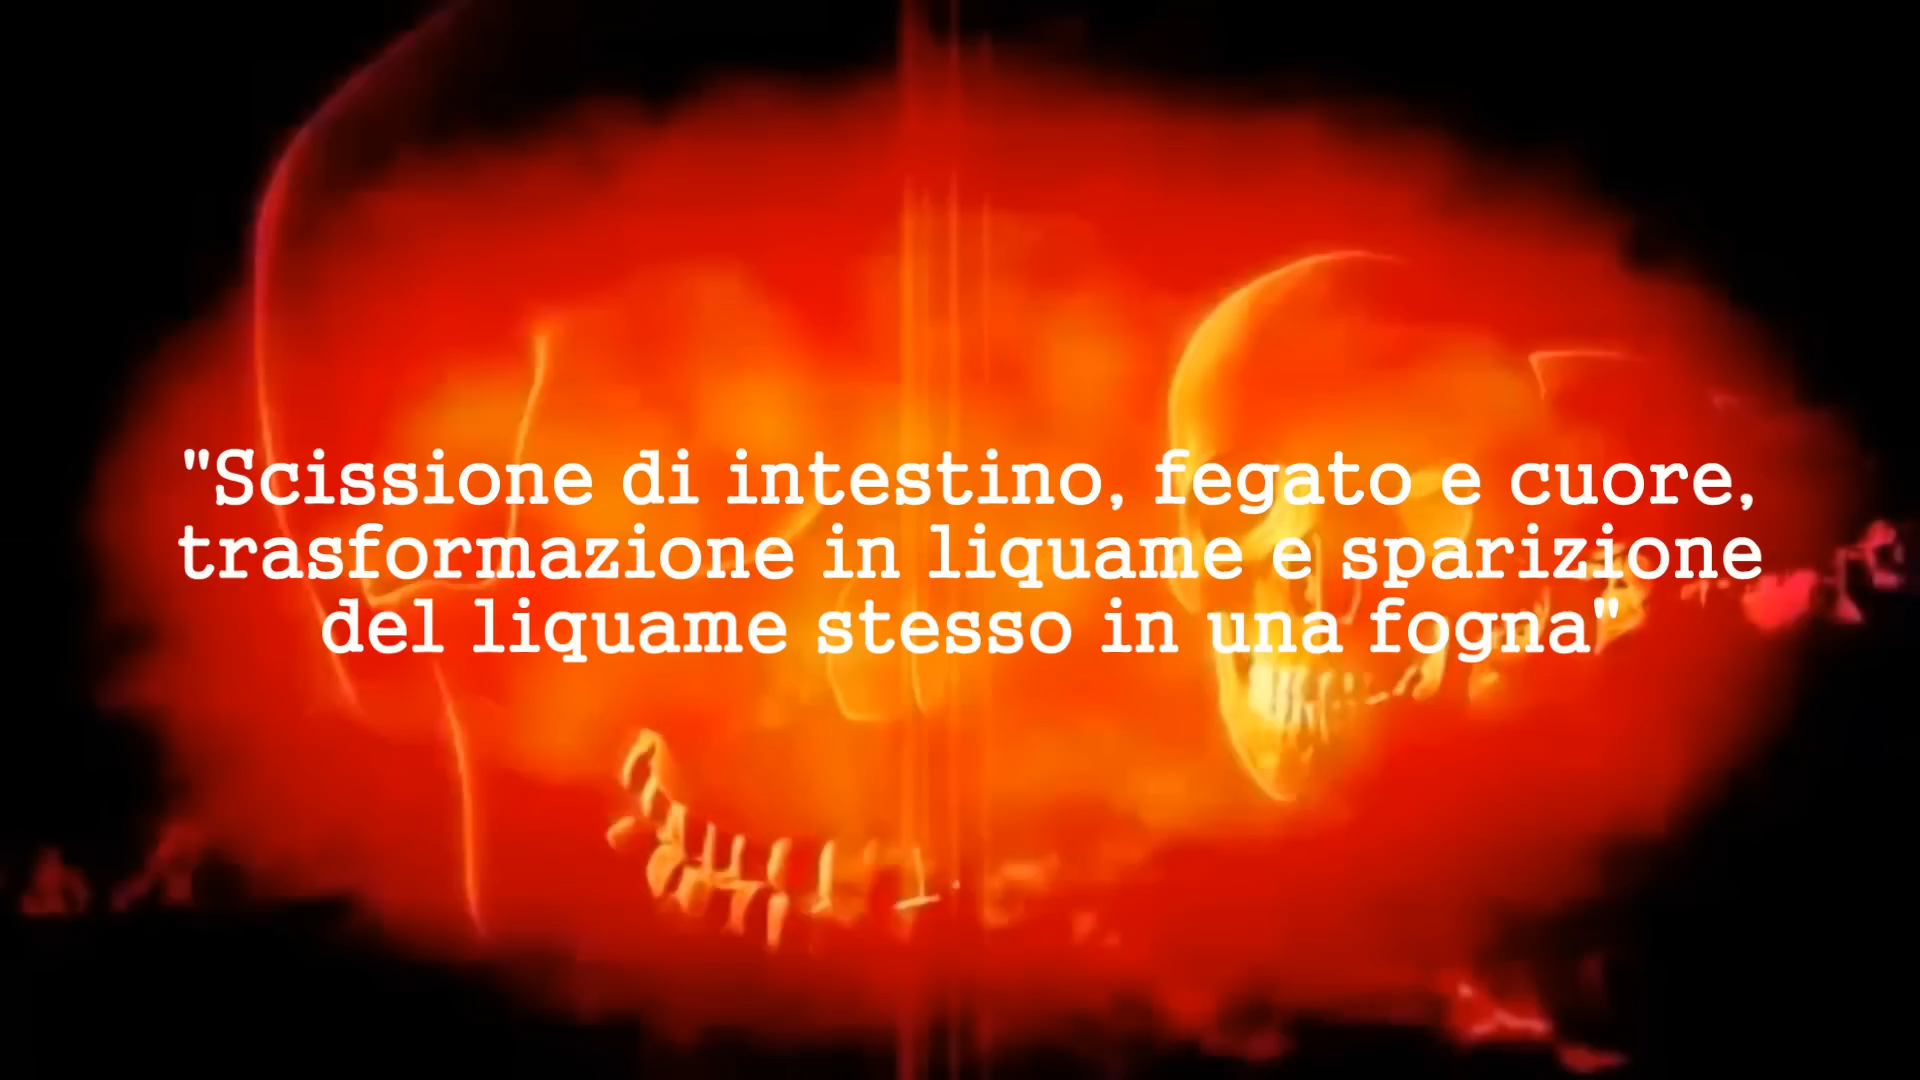 "Scissione di intestino, fegato e cuore,
trasformazione in liquame e sparizione
del liquame stesso in una fogna"